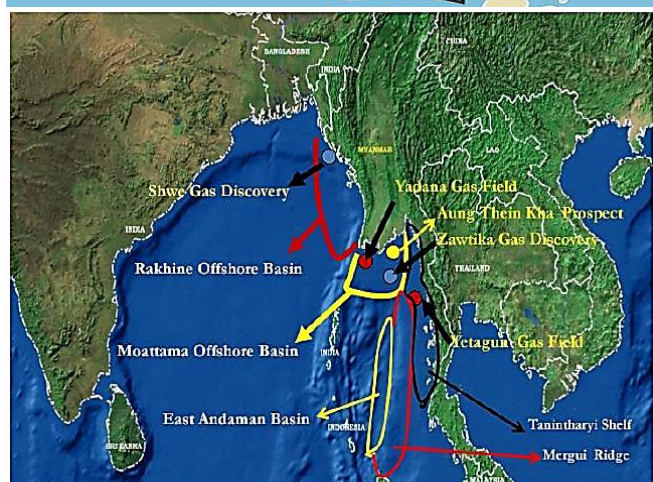 CHINA
BANGLADESH
INDIA
MYANMAR
LAO
Shwe Gas Discovery
Yadana Gas Field
Aung Thein Kha Prospect
Zawtika Gas Discovery
INDIA
Rakhine Offshore Basin
THAILAND
Moattama Offshore Basin
INDIA
Yetagun Gas Field
East Andaman Basin
INDONESIA
Tanintharyi Shelf
SRI LANKA
Mergui Ridge
MALAYSIA